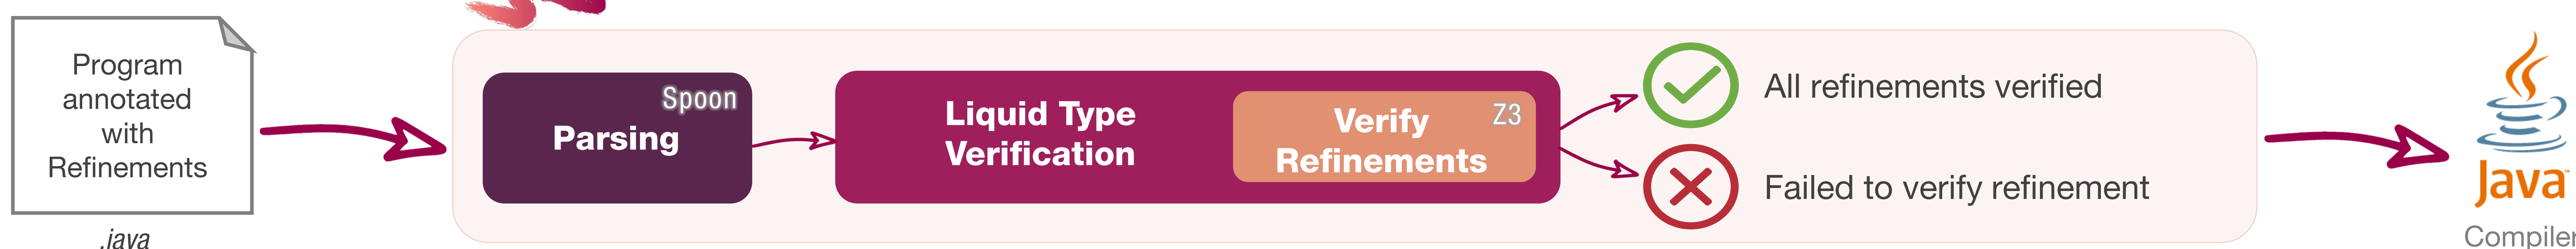 Program
annotated
with
Refinements
.java
Spoon
Parsing
Liquid Type
Verification
Z3
Verify
Refinements
All refinements verified
Failed to verify refinement
Java
Compiler